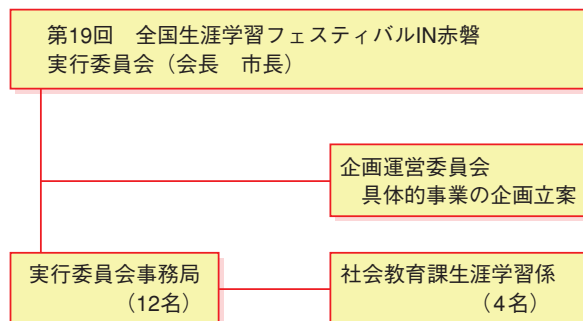 第19回　全国生涯学習フェスティバルIN赤磐
実行委員会（会長　市長）
企画運営委員会
具体的事業の企画立案
実行委員会事務局
（12名）
社会教育課生涯学習係
（4名）